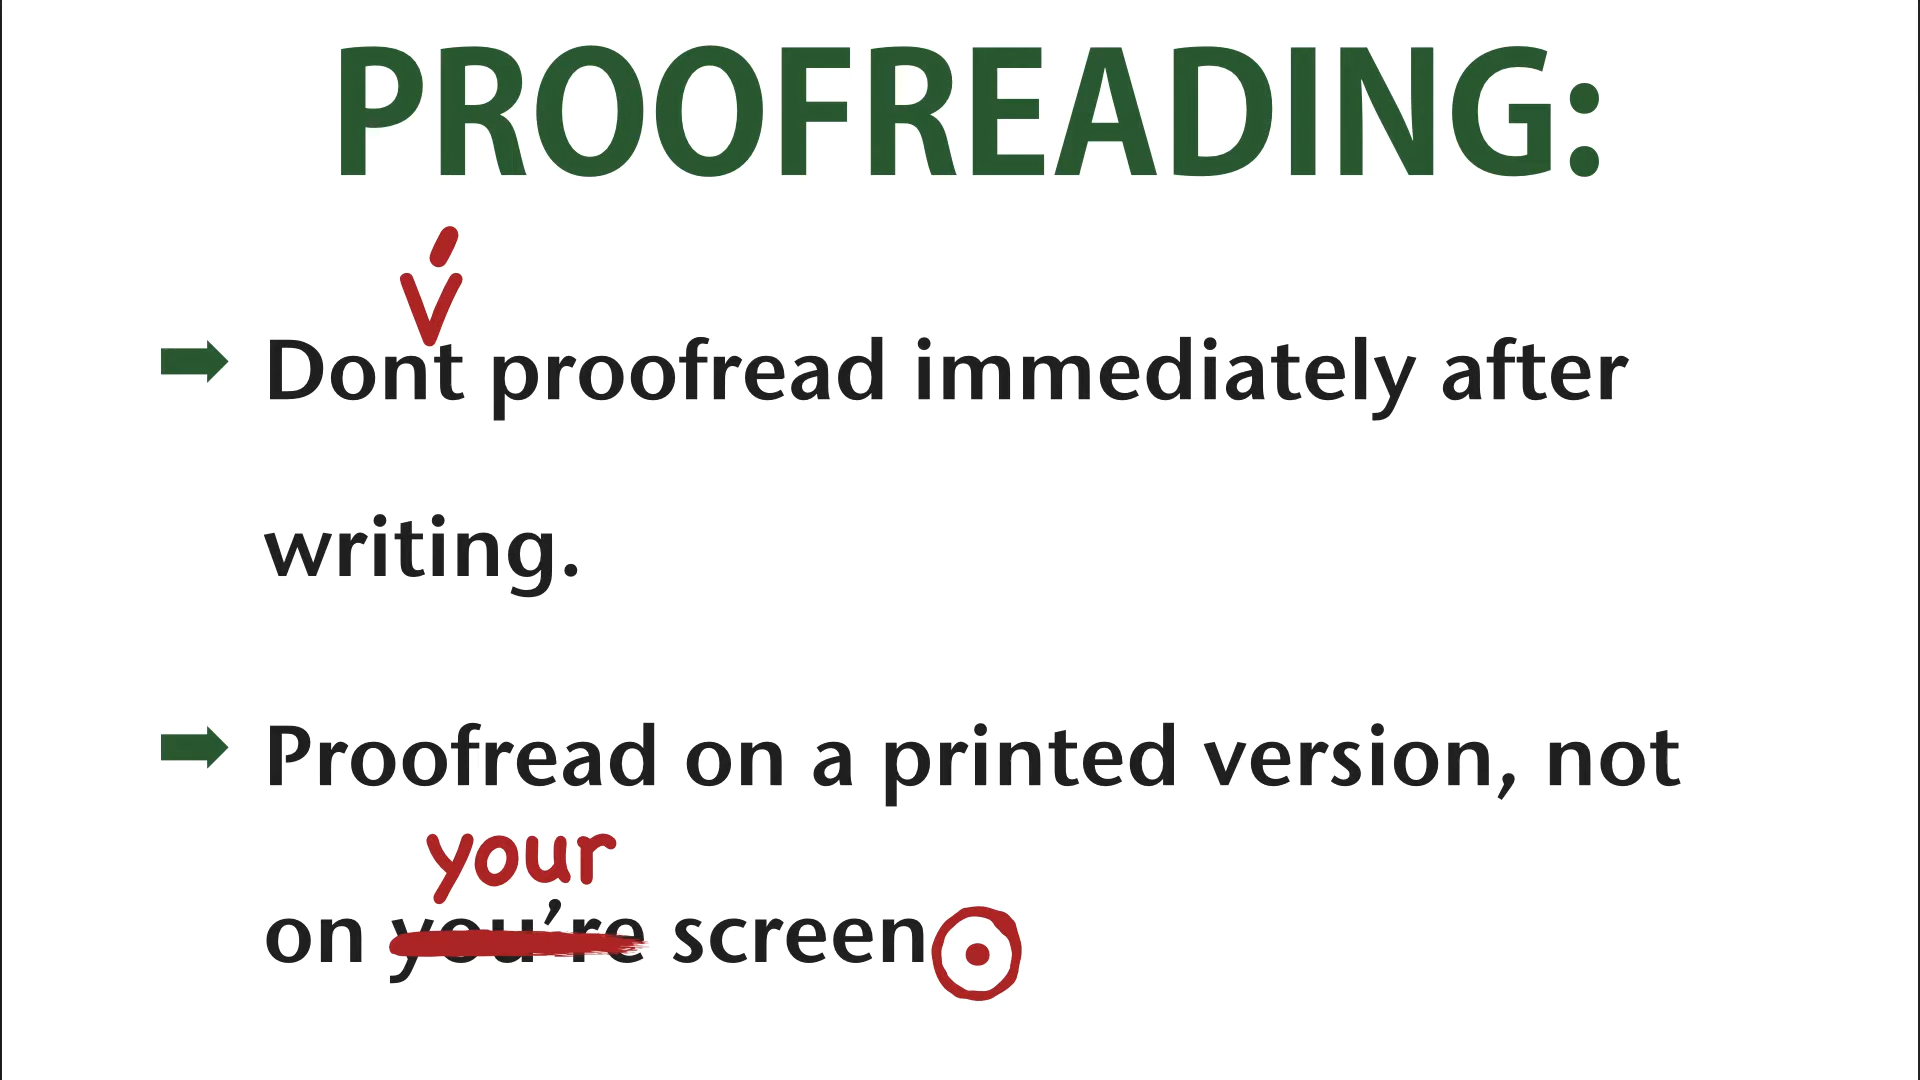 PROOFREADING:
Dont proofread immediately after
writing.
Proofread on a printed version, not
your
on you’re screen.